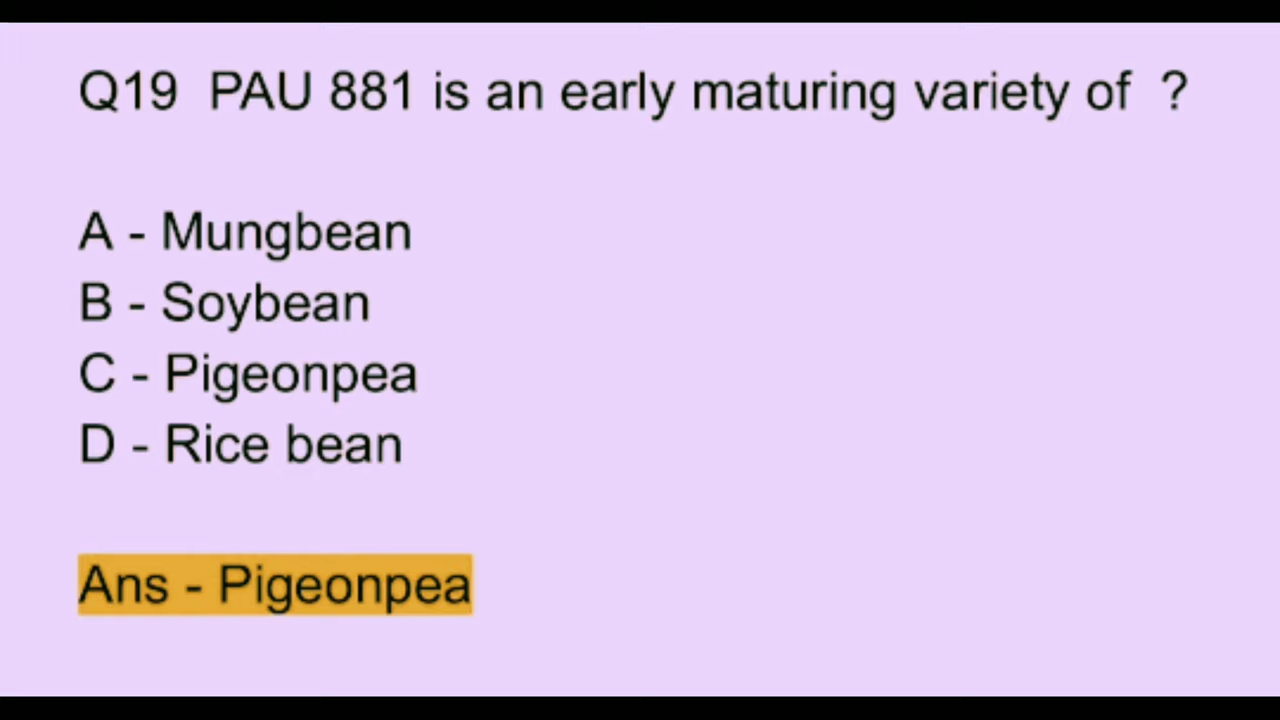 Q19 PAU 881 is an early maturing variety of ?
A - Mungbean
B - Soybean
C - Pigeonpea
D - Rice bean
Ans - Pigeonpea